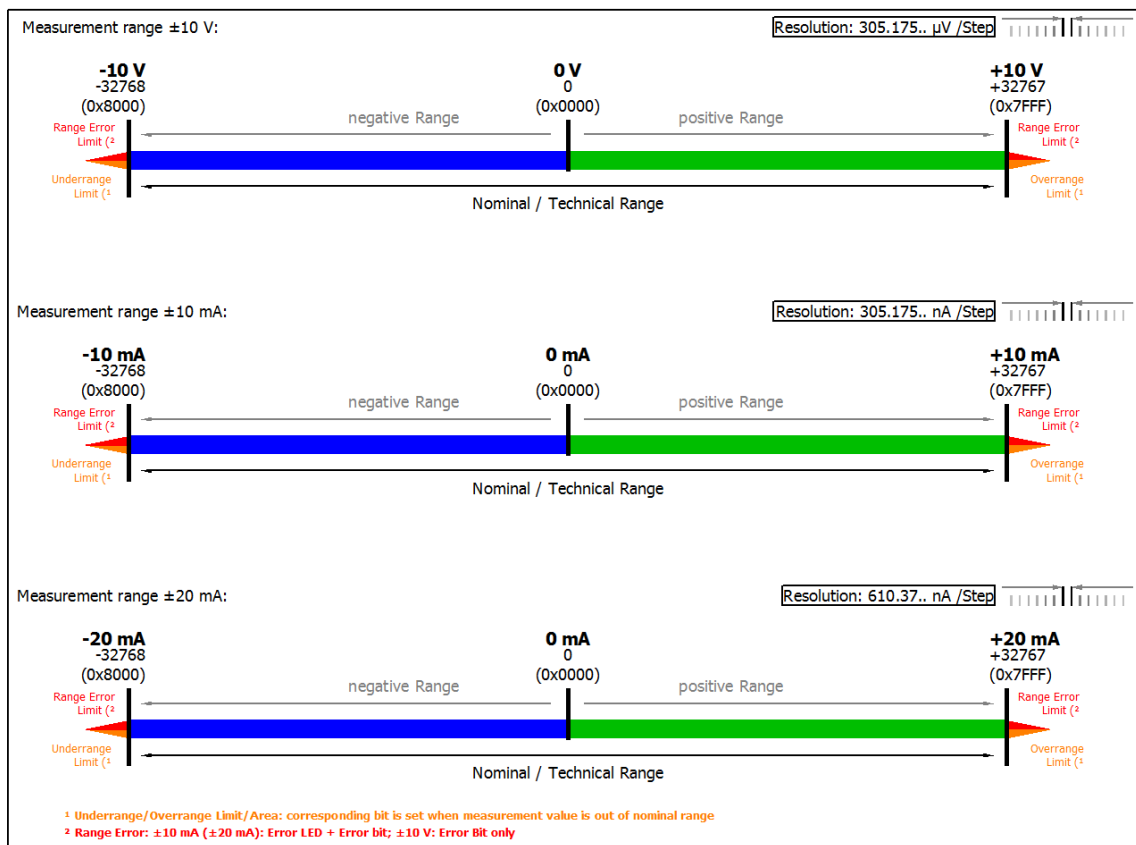 Measurement range ±10 V:
Resolution: 305.175.. µV /Step
-10 V
0 V
+10 V
-32768
0
+32767
(0x8000)
(0x0000)
(0x7FFF)
negative Range
positive Range
Range Error
Limit (²
Range Error
Limit (²
Underrange
Limit (¹
Overrange
Limit (¹
Nominal / Technical Range
Measurement range ±10 mA:
Resolution: 305.175.. nA /Step
-10 mA
0 mA
+10 mA
-32768
0
+32767
(0x8000)
(0x0000)
(0x7FFF)
negative Range
positive Range
Range Error
Limit (²
Range Error
Limit (²
Underrange
Limit (¹
Overrange
Limit (¹
Nominal / Technical Range
Measurement range ±20 mA:
Resolution: 610.37.. nA /Step
-20 mA
0 mA
+20 mA
-32768
0
+32767
(0x8000)
(0x0000)
(0x7FFF)
negative Range
positive Range
Range Error
Limit (²
Range Error
Limit (²
Underrange
Limit (¹
Overrange
Limit (¹
Nominal / Technical Range
¹ Underrange/Overrange Limit/Area: corresponding bit is set when measurement value is out of nominal range
² Range Error: ±10 mA (±20 mA): Error LED + Error bit; ±10 V: Error Bit only